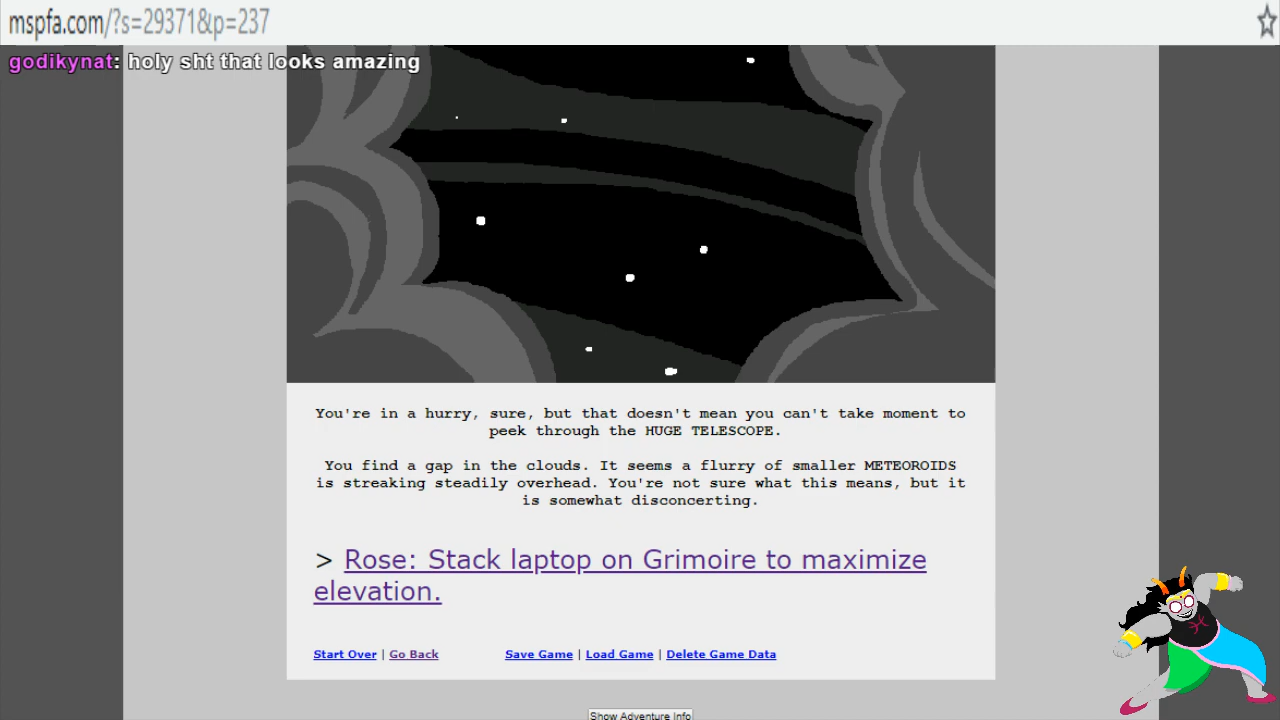 mspfa.com/?s=29371&p=237
godikynat: holy sht that looks amazing
You're in a hurry, sure, but that doesn't mean you can't take moment to
peek through the HUGE TELESCOPE.
You find a gap in the clouds. It seems a flurry of smaller METEOROIDS
is streaking steadily overhead. You're not sure what this means, but it
is somewhat disconcerting.
> Rose: Stack laptop on Grimoire to maximize
elevation.
Start Over | Go Back Save Game | Load Game | Delete Game Data
Show Adventure Info